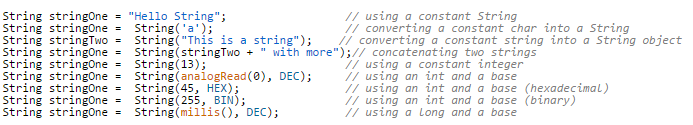 String stringOne = "Hello String"; // using a constant String
String stringOne = String('a'); // converting a constant char into a String
String stringTwo = String("This is a string"); // converting a constant string into a String object
String stringOne = String(stringTwo + " with more");// concatenating two strings
String stringOne = String(13); // using a constant integer
String stringOne = String(analogRead(0), DEC); // using an int and a base
String stringOne = String(45, HEX); // using an int and a base (hexadecimal)
String stringOne = String(255, BIN); // using an int and a base (binary)
String stringOne = String(millis(), DEC); // using a long and a base